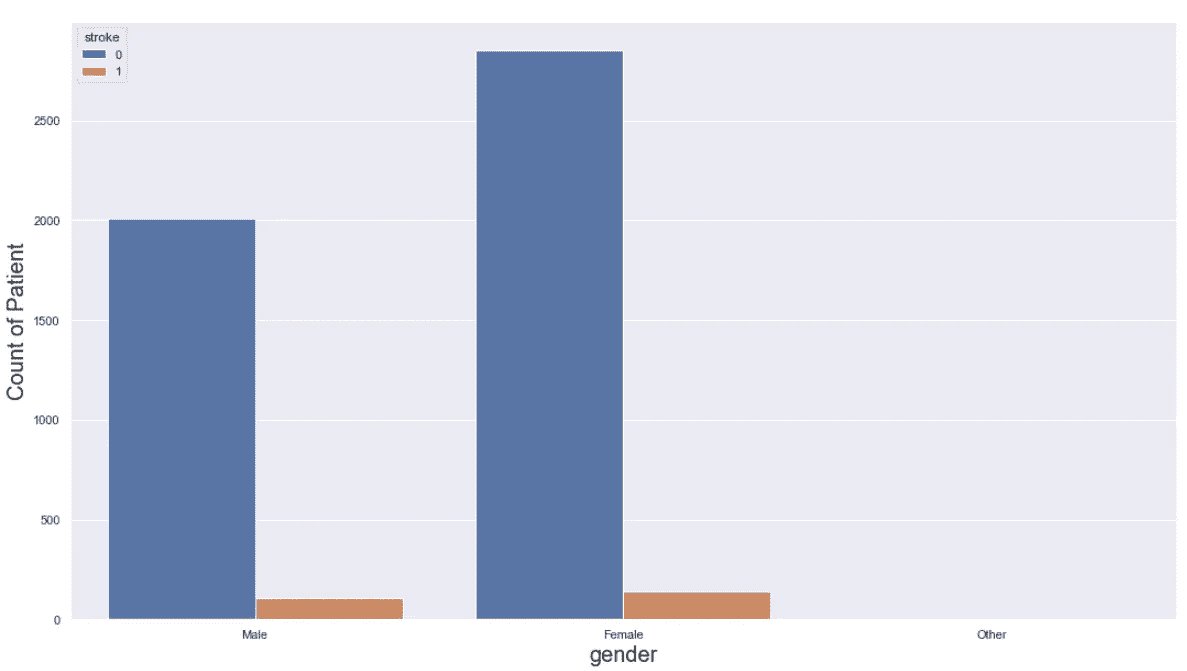 stroke
0
1
2500
2000
1500
1000
500
0
Count of Patient
Male
Female
Other
gender